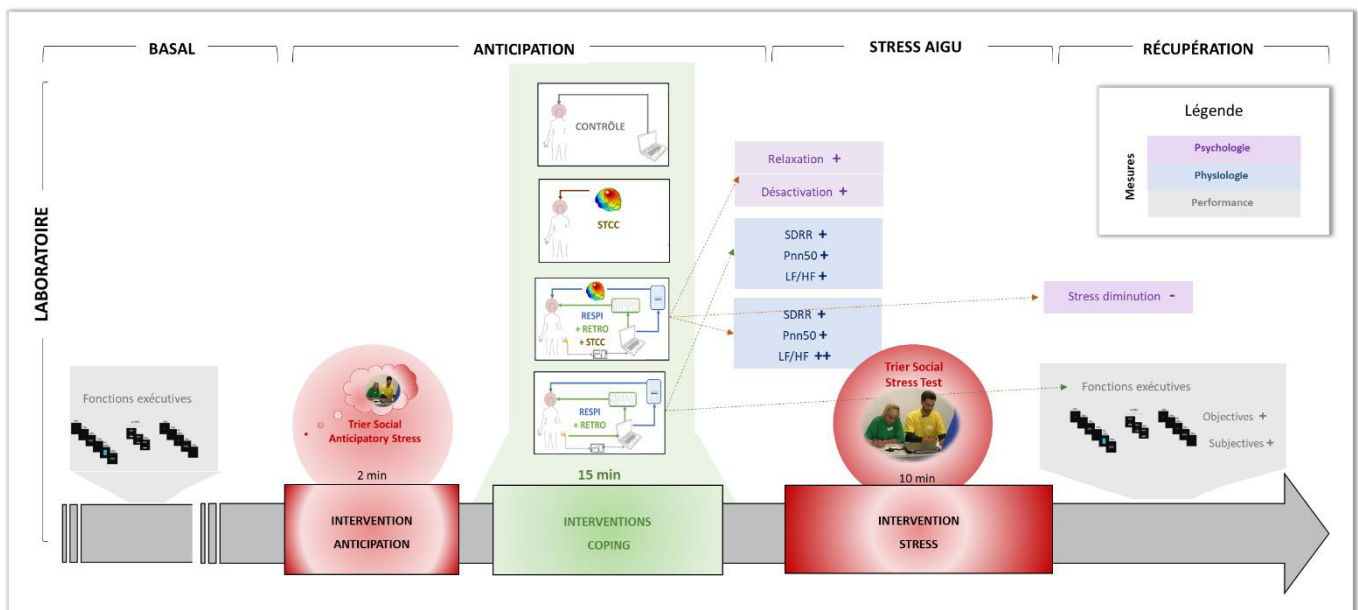 BASAL
ANTICIPATION
STRESS AIGU
RÉCUPÉRATION
LABORATOIRE
CONTRÔLE
STCC
RESPI
+ RETRO
+ STCC
RESPI
+ RETRO
15 min
Relaxation +
Désactivation +
SDRR +
Pnn50 +
LF/HF +
SDRR +
Pnn50 +
LF/HF ++
Stress diminution -
Légende
Mesures
Psychologie
Physiologie
Performance
Fonctions exécutives
Trier Social
Anticipatory Stress
2 min
Trier Social
Stress Test
10 min
Fonctions exécutives
Objectives +
Subjectives +
INTERVENTION
ANTICIPATION
INTERVENTIONS
COPING
INTERVENTION
STRESS